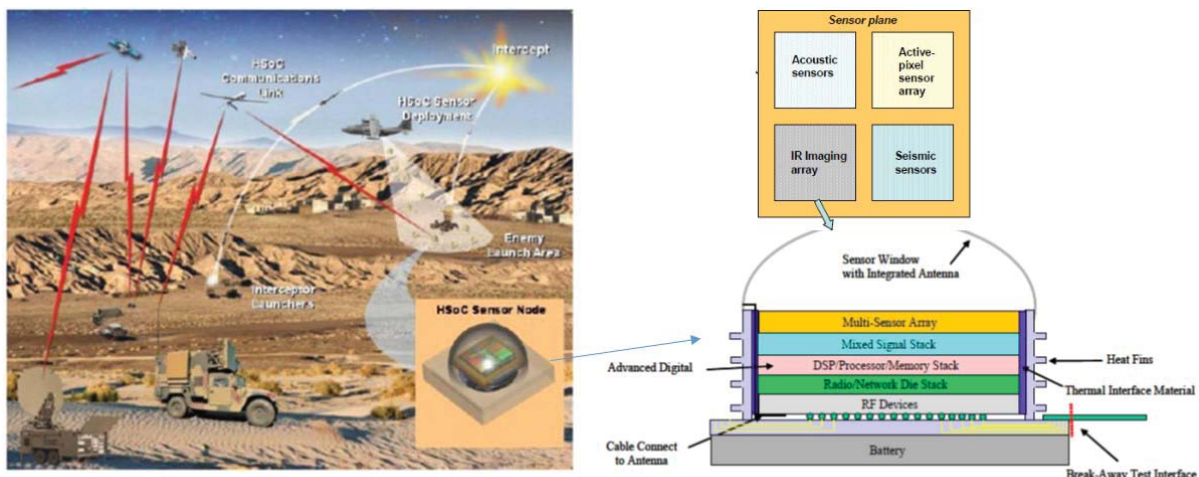 HSoC
Communications
Link
Intercept
HSoC Sensor
Deployment
Enemy
Launch Area
Interceptor
Launchers
HSoC Sensor Node
Sensor plane
Acoustic
sensors
Active-
pixel
sensor
array
IR Imaging
array
Seismic
sensors
Sensor Window
with Integrated Antenna
Multi-Sensor Array
Mixed Signal Stack
Advanced Digital
DSP/Processor/Memory Stack
Heat Fins
Radio/Network Die Stack
Thermal Interface Material
RF Devices
Cable Connect
to Antenna
Battery
Break-Away Test Interface